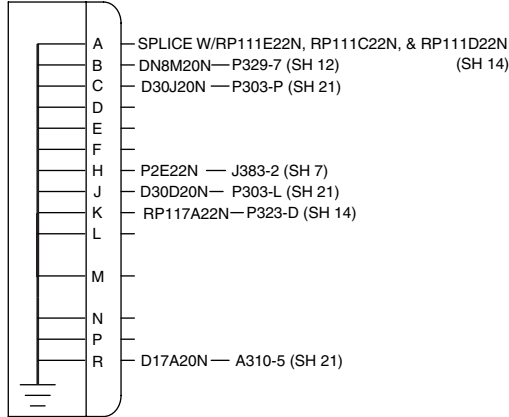 A SPLICE W/RP111E22N, RP111C22N, & RP111D22N
B DN8M20N P329-7 (SH 12) (SH 14)
C D30J20N P303-P (SH 21)
D
E
F
H P2E22N J383-2 (SH 7)
J D30D20N P303-L (SH 21)
K RP117A22N P323-D (SH 14)
L
M
N
P
R D17A20N A310-5 (SH 21)